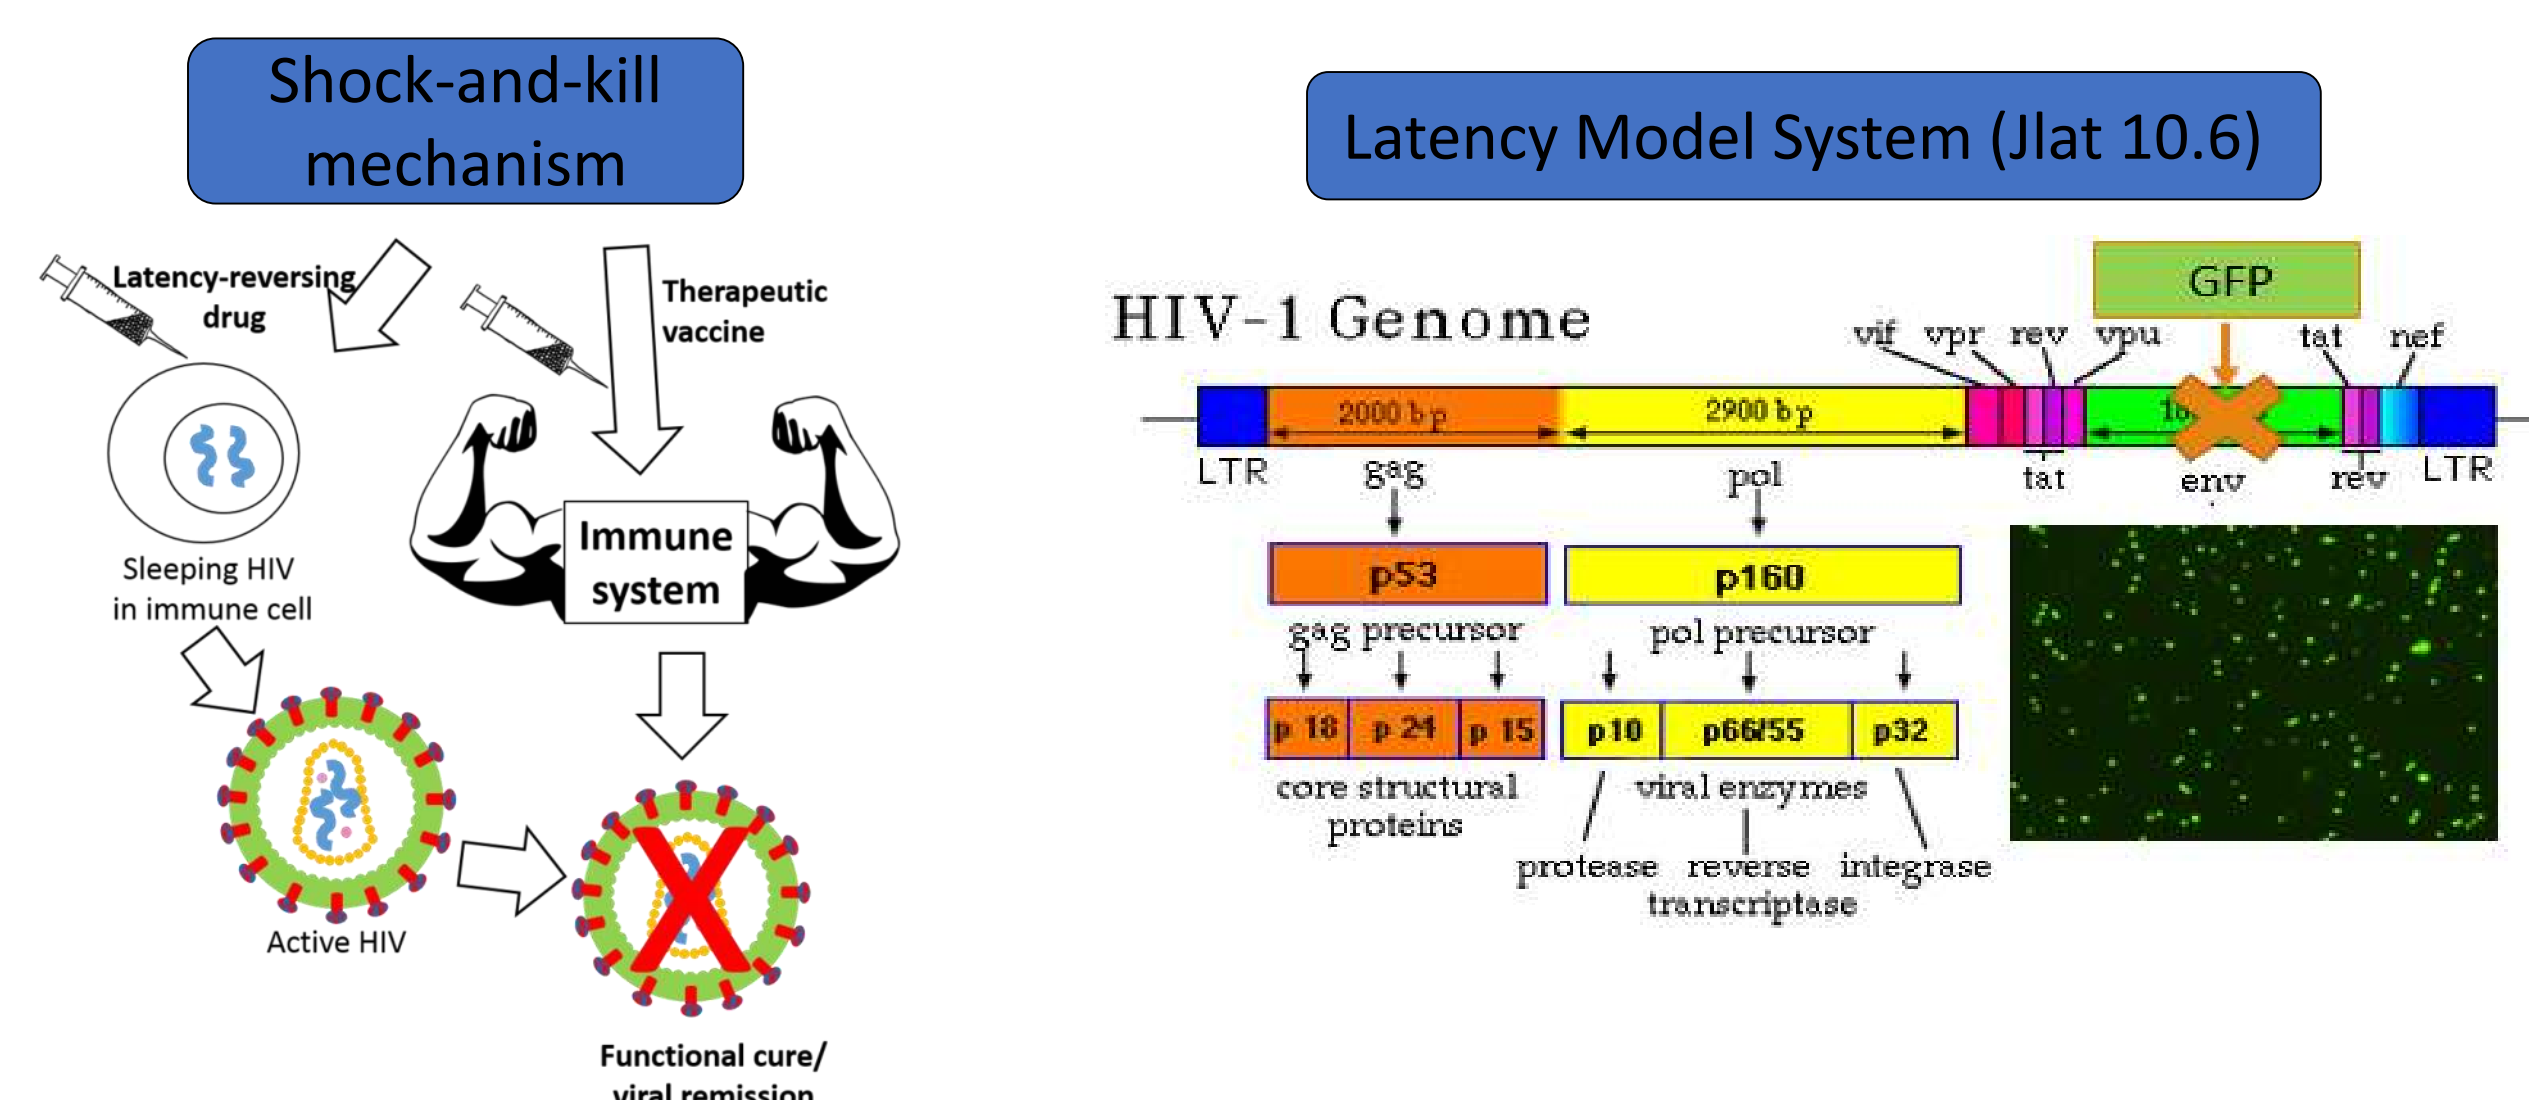 Shock-and-kill
mechanism
Latency-reversing
drug
Therapeutic
vaccine
Immune
system
Sleeping HIV
in immune cell
Active HIV
Functional cure/
viral remission
Latency Model System (Jlat 10.6)
GFP
HIV-1 Genome
vif vpr rev vpu tat nef
2000 bp 2900 bp
LTR gag pol tat env rev LTR
p53 p160
gag precursor pol precursor
p 18 p 24 p 15 p10 p66/55 p32
core structural
proteins
viral enzymes
protease reverse integrase
transcriptase